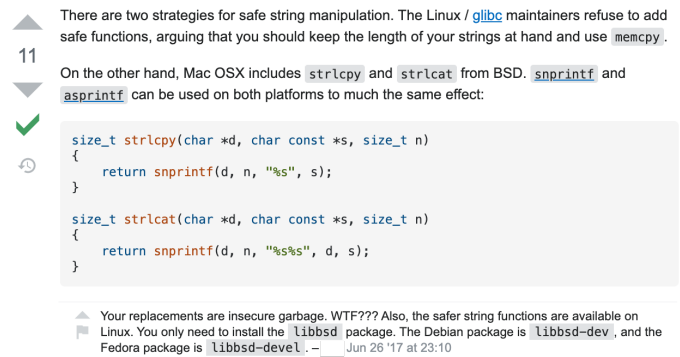 There are two strategies for safe string manipulation. The Linux / glibc maintainers refuse to add
safe functions, arguing that you should keep the length of your strings at hand and use memcpy.
11
On the other hand, Mac OSX includes strlcpy and strlcat from BSD. snprintf and
asprintf can be used on both platforms to much the same effect:
size_t strlcpy(char *d, char const *s, size_t n)
{
    return snprintf(d, n, "%s", s);
}
size_t strlcat(char *d, char const *s, size_t n)
{
    return snprintf(d, n, "%s%s", d, s);
}
Your replacements are insecure garbage. WTF??? Also, the safer string functions are available on
Linux. You only need to install the libbsd package. The Debian package is libbsd-dev, and the
Fedora package is libbsd-devel. – Jun 26 '17 at 23:10